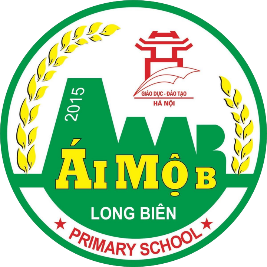 GIÁO DỤC - ĐÀO TẠO
HÀ NỘI
2015
ÁI MỘ B
LONG BIÊN
★ PRIMARY SCHOOL ★